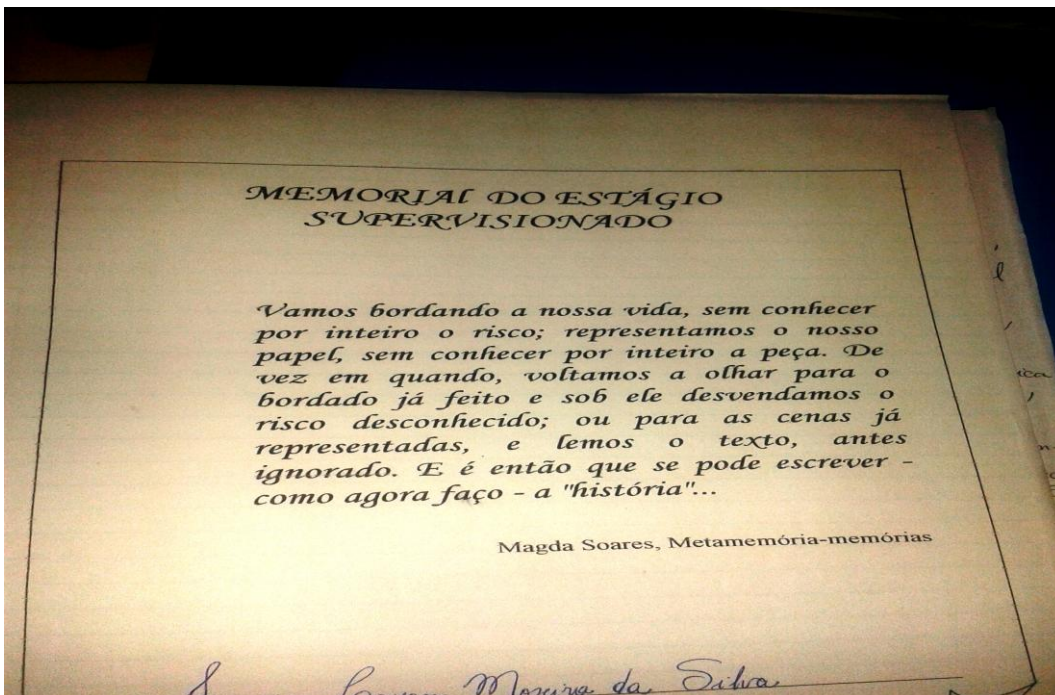 MEMORIAL DO ESTÁGIO
SUPERVISIONADO
Vamos bordando a nossa vida, sem conhecer
por inteiro o risco; representamos o nosso
papel, sem conhecer por inteiro a peça. De
vez em quando, voltamos a olhar para o
bordado já feito e sob ele desvendamos o
risco desconhecido; ou para as cenas já
representadas, e lemos o texto, antes
ignorado. E é então que se pode escrever -
como agora faço - a "história"...
Magda Soares, Metamemória-memórias
Moreira da Silva